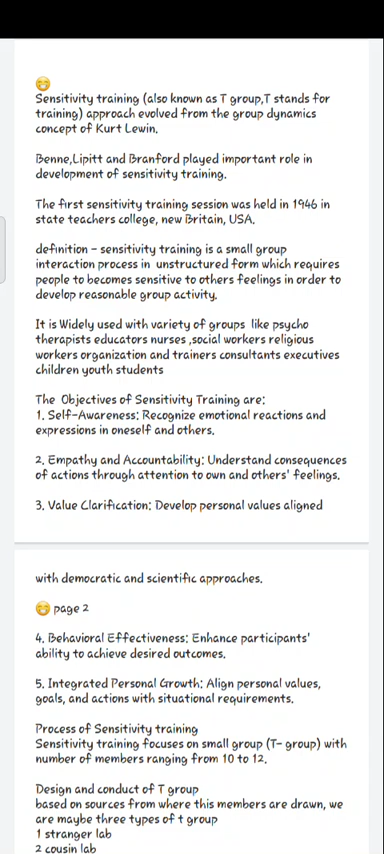 😁
Sensitivity training (also known as T group,T stands for
training) approach evolved from the group dynamics
concept of Kurt Lewin.
Benne,Lipitt and Branford played important role in
development of sensitivity training.
The first sensitivity training session was held in 1946 in
state teachers college, new Britain, USA.
definition - sensitivity training is a small group
interaction process in unstructured form which requires
people to becomes sensitive to others feelings in order to
develop reasonable group activity.
It is Widely used with variety of groups like psycho
therapists educators nurses ,social workers religious
workers organization and trainers consultants executives
children youth students
The Objectives of Sensitivity Training are:
1. Self-Awareness: Recognize emotional reactions and
expressions in oneself and others.
2. Empathy and Accountability: Understand consequences
of actions through attention to own and others' feelings.
3. Value Clarification: Develop personal values aligned
with democratic and scientific approaches.
😁 page 2
4. Behavioral Effectiveness: Enhance participants'
ability to achieve desired outcomes.
5. Integrated Personal Growth: Align personal values,
goals, and actions with situational requirements.
Process of Sensitivity training
Sensitivity training focuses on small group (T- group) with
number of members ranging from 10 to 12.
Design and conduct of T group
based on sources from where this members are drawn, we
are maybe three types of t group
1 stranger lab
2 cousin lab